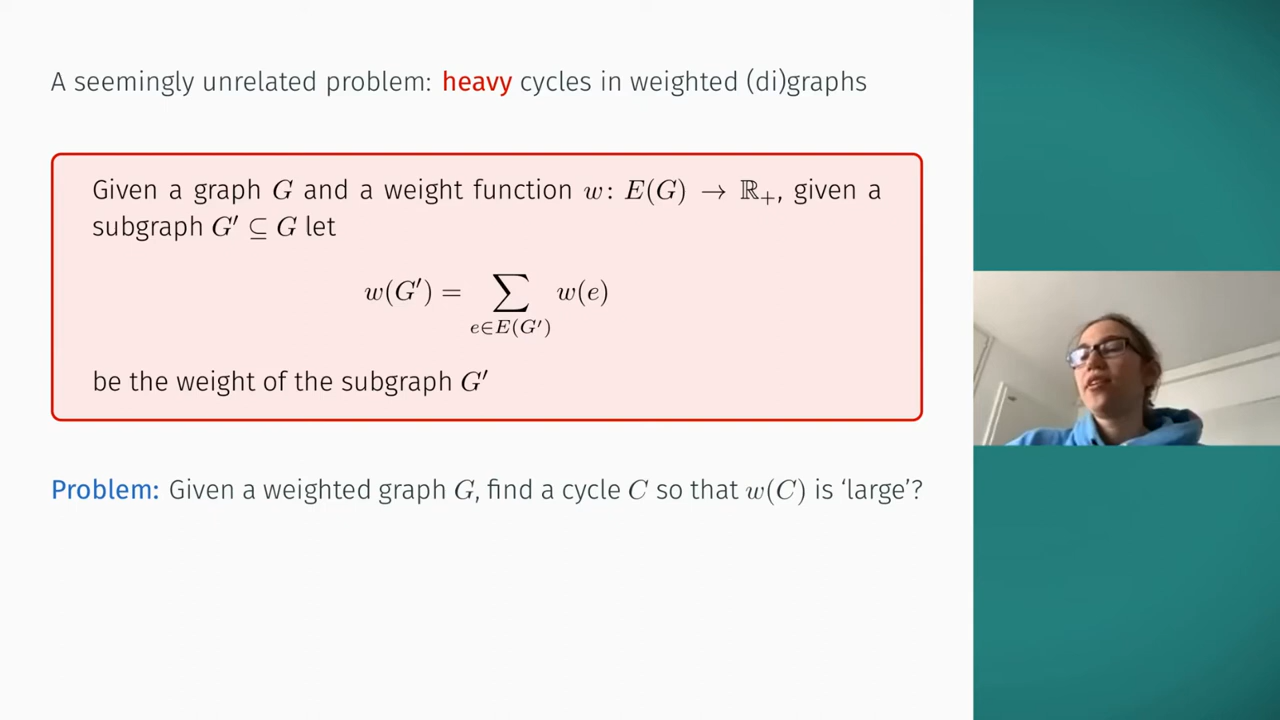 A seemingly unrelated problem: heavy cycles in weighted (di)graphs
Given a graph G and a weight function w: E(G) → ℝ₊, given a
subgraph G′ ⊆ G let
w(G′) = ∑ w(e)
e∈E(G′)
be the weight of the subgraph G′
Problem: Given a weighted graph G, find a cycle C so that w(C) is ‘large’?